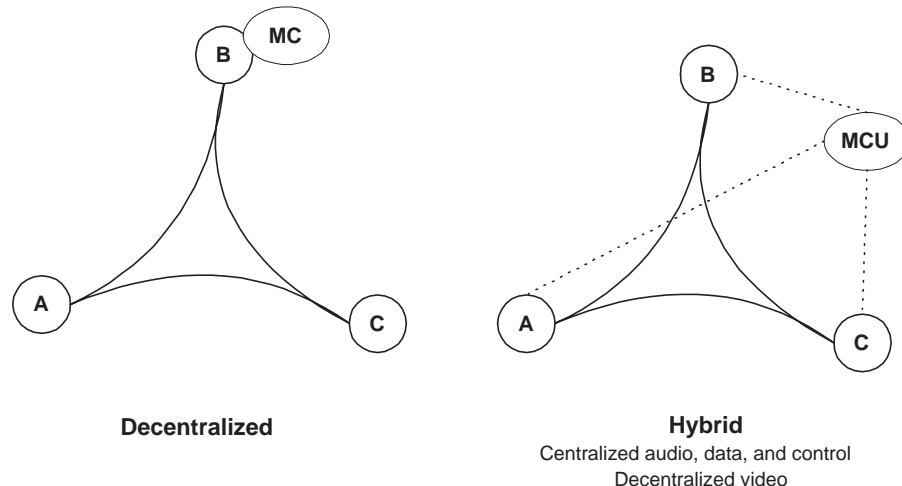 MC
B
A
C
Decentralized
B
MCU
A
C
Hybrid
Centralized audio, data, and control
Decentralized video